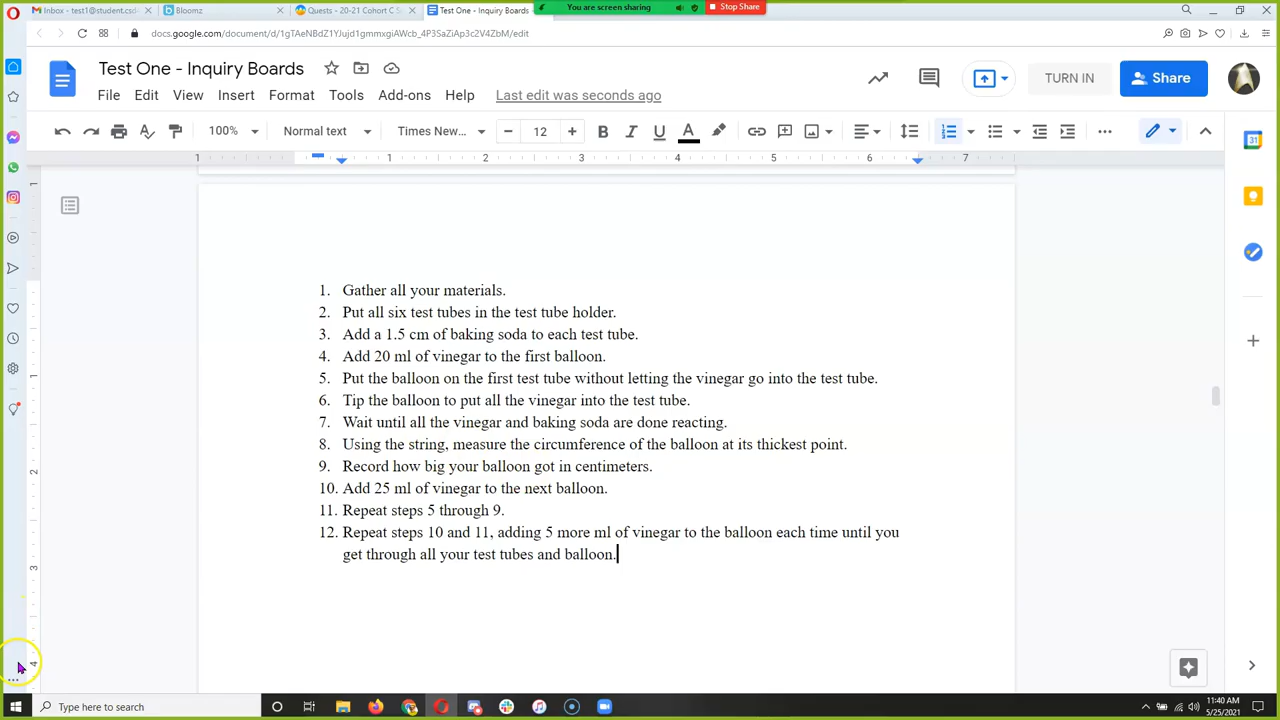 Inbox - test1@student.csd
Bloomz
Quests - 20-21 Cohort C S
Test One - Inquiry Boards
You are screen sharing
Stop Share
docs.google.com/document/d/1gTAeNBdZ1YJujd1gmmxgiAWcb_4P3SaZiAp3c2V4ZbM/edit
Test One - Inquiry Boards
TURN IN
Share
File Edit View Insert Format Tools Add-ons Help Last edit was seconds ago
100% Normal text Times New... 12
1 1 2 3 4 5 6 7
1. Gather all your materials.
2. Put all six test tubes in the test tube holder.
3. Add a 1.5 cm of baking soda to each test tube.
4. Add 20 ml of vinegar to the first balloon.
5. Put the balloon on the first test tube without letting the vinegar go into the test tube.
6. Tip the balloon to put all the vinegar into the test tube.
7. Wait until all the vinegar and baking soda are done reacting.
8. Using the string, measure the circumference of the balloon at its thickest point.
9. Record how big your balloon got in centimeters.
10. Add 25 ml of vinegar to the next balloon.
11. Repeat steps 5 through 9.
12. Repeat steps 10 and 11, adding 5 more ml of vinegar to the balloon each time until you
get through all your test tubes and balloon.
Type here to search
11:40 AM
5/25/2021